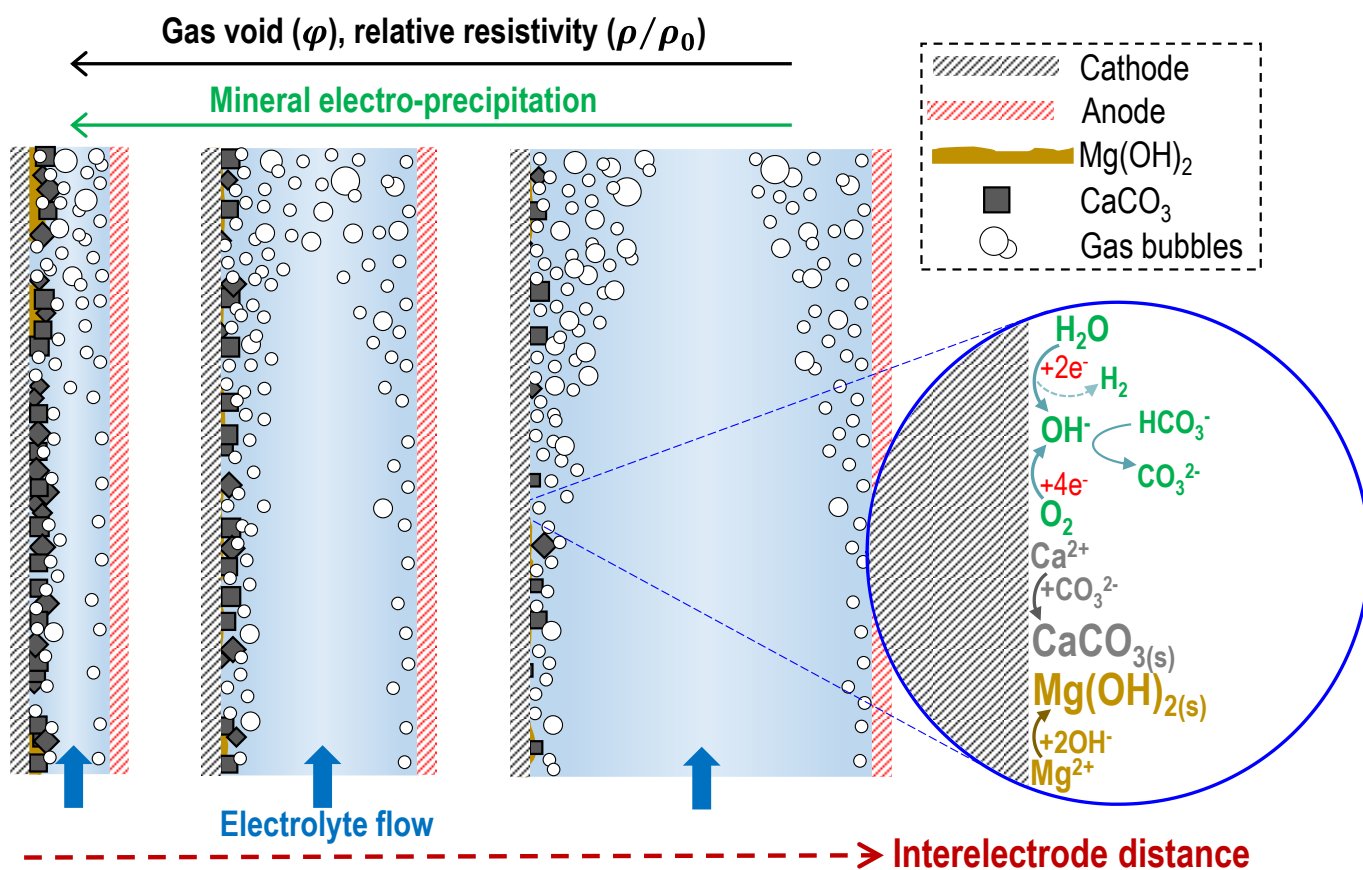 Gas void (φ), relative resistivity (ρ/ρ₀)
Mineral electro-precipitation
Cathode
Anode
Mg(OH)₂
CaCO₃
Gas bubbles
H₂O
+2e⁻
H₂
OH⁻
HCO₃⁻
CO₃²⁻
+4e⁻
O₂
Ca²⁺
+CO₃²⁻
CaCO₃₍ₛ₎
Mg(OH)₂₍ₛ₎
+2OH⁻
Mg²⁺
Electrolyte flow
Interelectrode distance